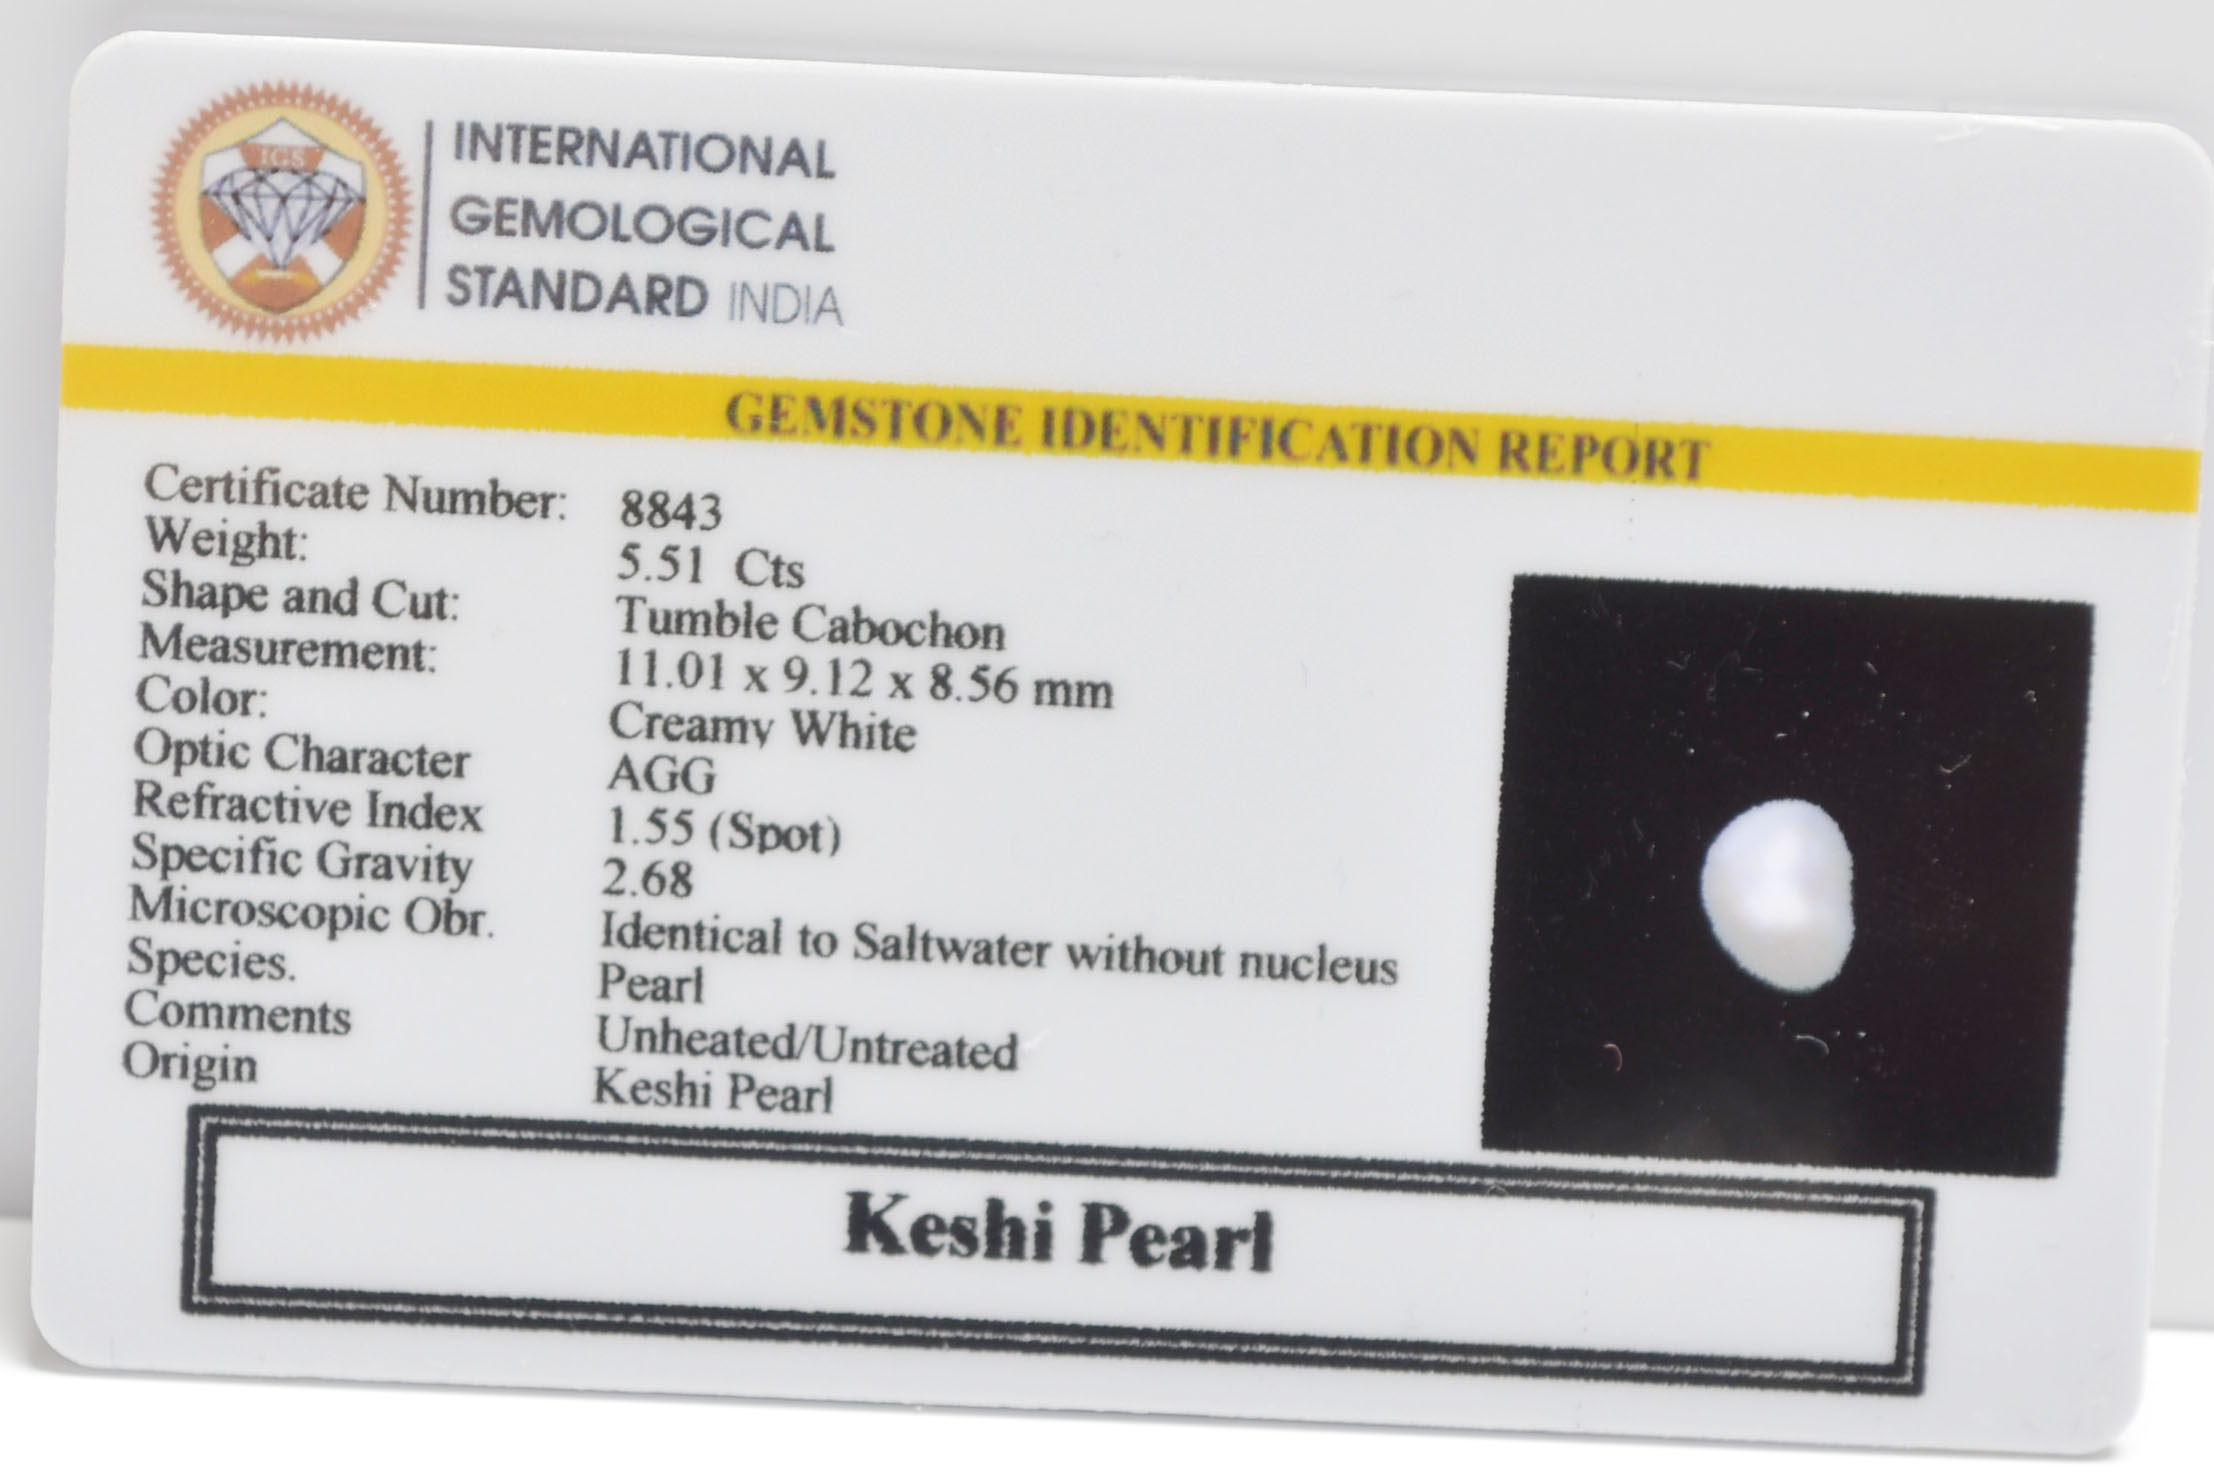 IGS
INTERNATIONAL
GEMOLOGICAL
STANDARD INDIA
GEMSTONE IDENTIFICATION REPORT
Certificate Number: 8843
Weight: 5.51 Cts
Shape and Cut: Tumble Cabochon
Measurement: 11.01 x 9.12 x 8.56 mm
Color: Creamy White
Optic Character AGG
Refractive Index 1.55 (Spot)
Specific Gravity 2.68
Microscopic Obr. Identical to Saltwater without nucleus
Species. Pearl
Comments Unheated/Untreated
Origin Keshi Pearl
Keshi Pearl